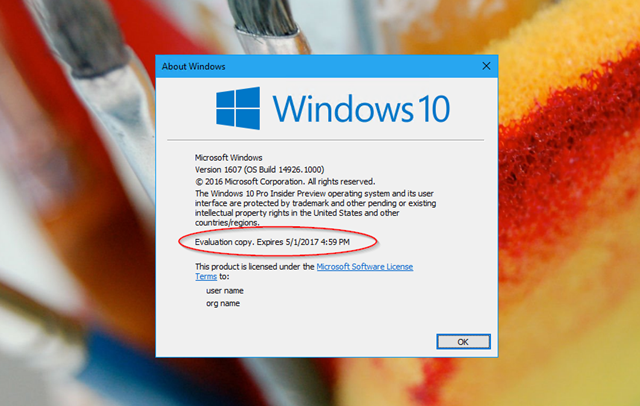 About Windows
Windows 10
Microsoft Windows
Version 1607 (OS Build 14926.1000)
© 2016 Microsoft Corporation. All rights reserved.
The Windows 10 Pro Insider Preview operating system and its user
interface are protected by trademark and other pending or existing
intellectual property rights in the United States and other
countries/regions.
Evaluation copy. Expires 5/1/2017 4:59 PM
This product is licensed under the Microsoft Software License
Terms to:
user name
org name
OK